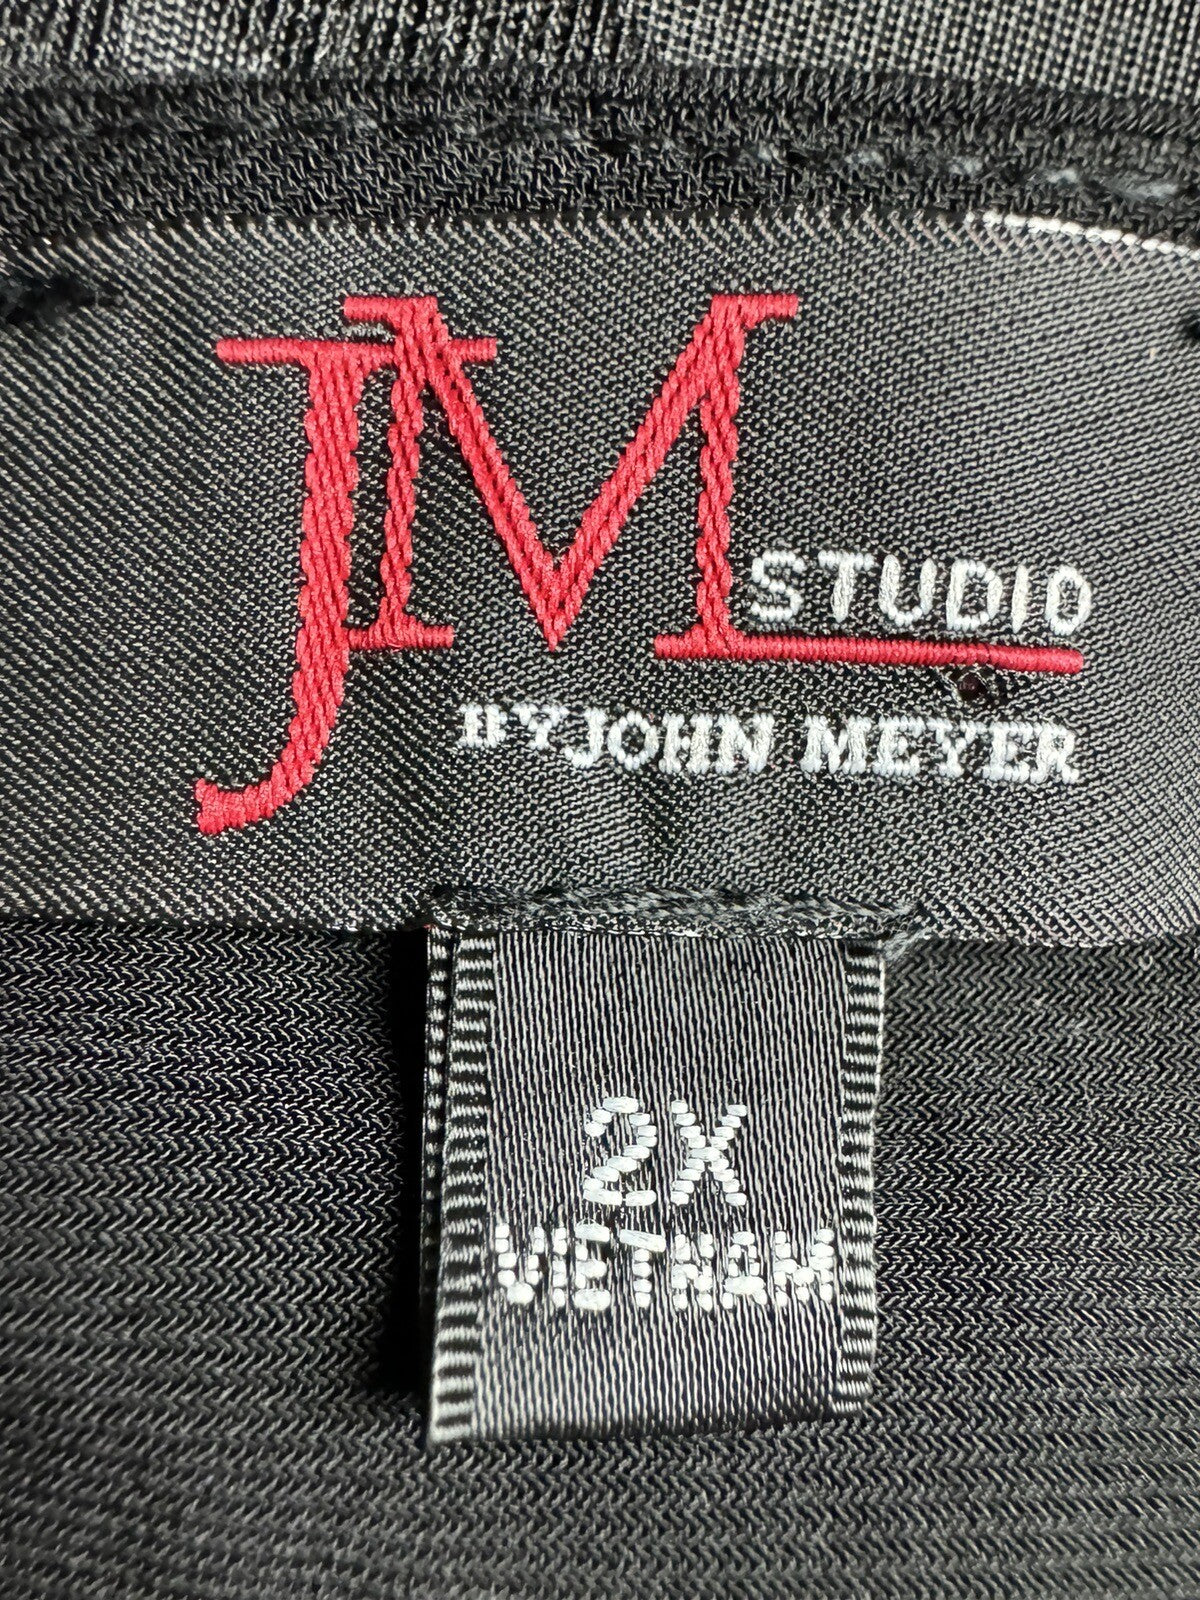 JM STUDIO
BY JOHN MEYER
2X
VIETNAM